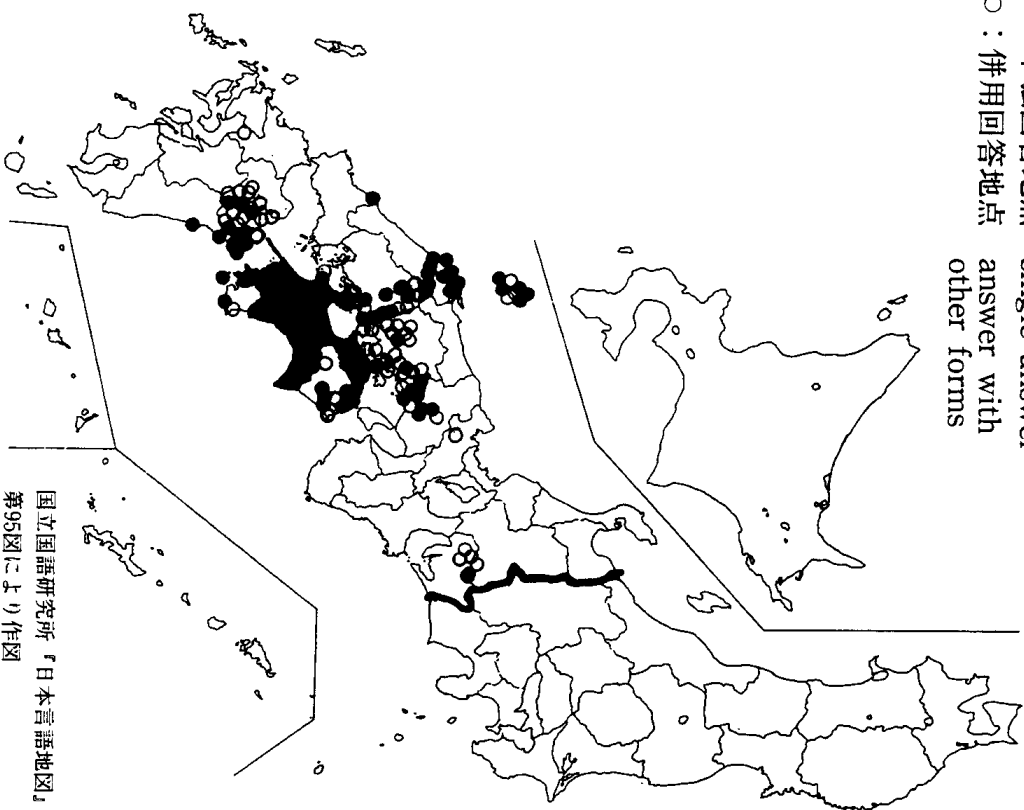 ○：併用回答地点
answer with
other forms
国立国語研究所『日本言語地図』
第95図により作図